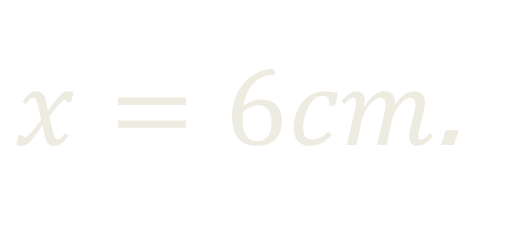 x = 6cm.